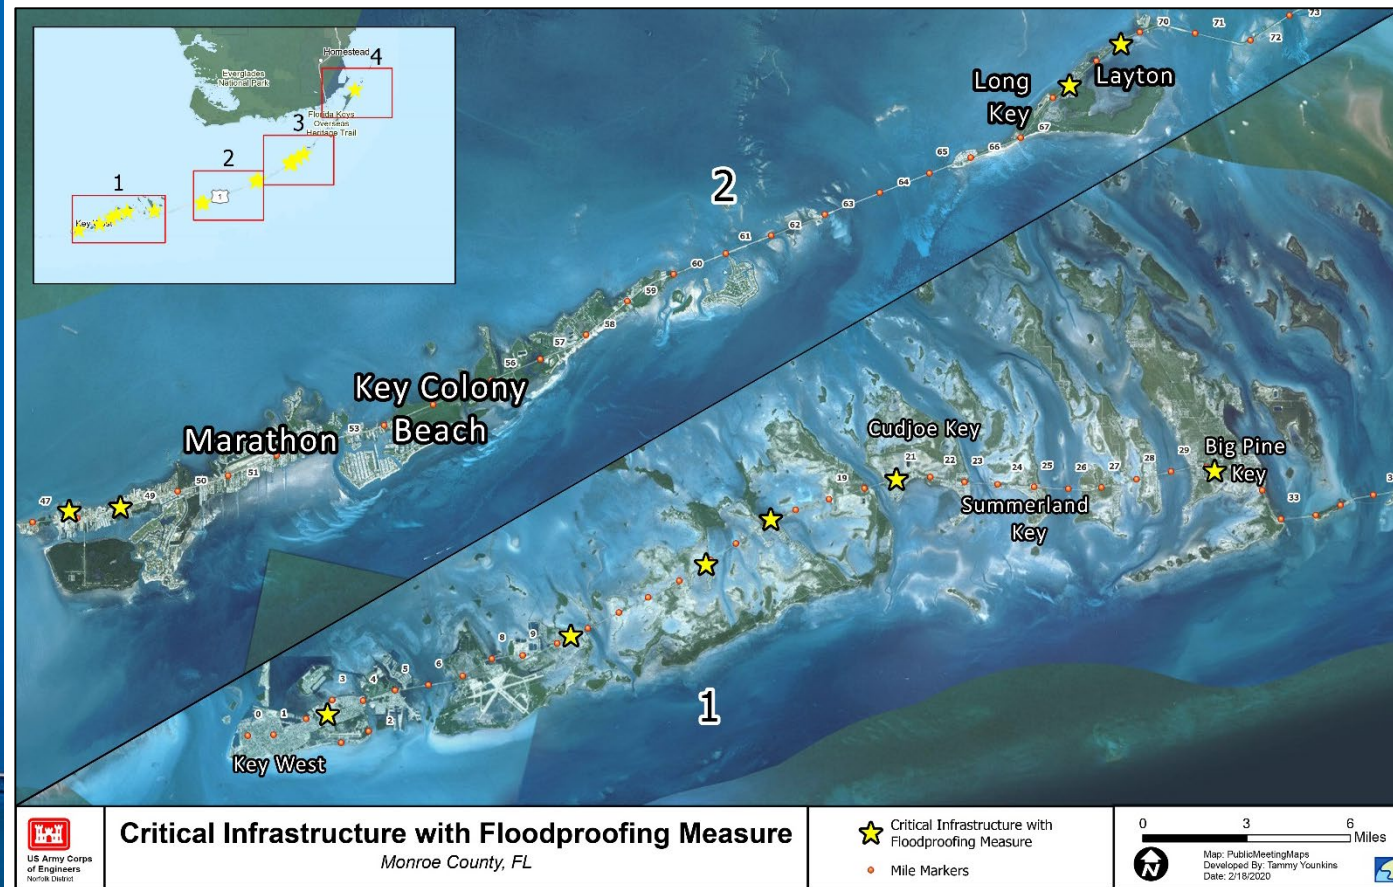 Homestead
4
Everglades
National Park
Florida Keys
Overseas
Heritage Trail
3
2
1
1
Key West
70
71
72
73
Layton
Long
Key
67
66
65
64
63
62
61
60
59
58
57
56
53
51
50
49
47
2
Key Colony
Beach
Marathon
Cudjoe Key
19
21
22
23
24
25
26
27
28
29
33
Big Pine
Key
Summerland
Key
9
8
6
5
4
3
2
1
0
Key West
1
US Army Corps
of Engineers
Norfolk District
Critical Infrastructure with Floodproofing Measure
Monroe County, FL
Critical Infrastructure with
Floodproofing Measure
Mile Markers
0 3 6
Miles
N
Map: PublicMeetingMaps
Developed By: Tammy Younkins
Date: 2/18/2020